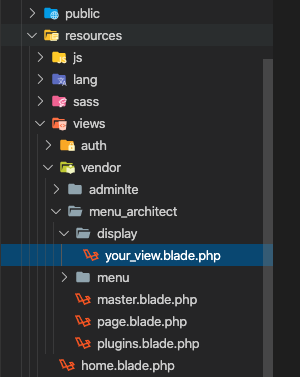 public
resources
js
lang
sass
views
auth
vendor
adminlte
menu_architect
display
your_view.blade.php
menu
master.blade.php
page.blade.php
plugins.blade.php
home.blade.php